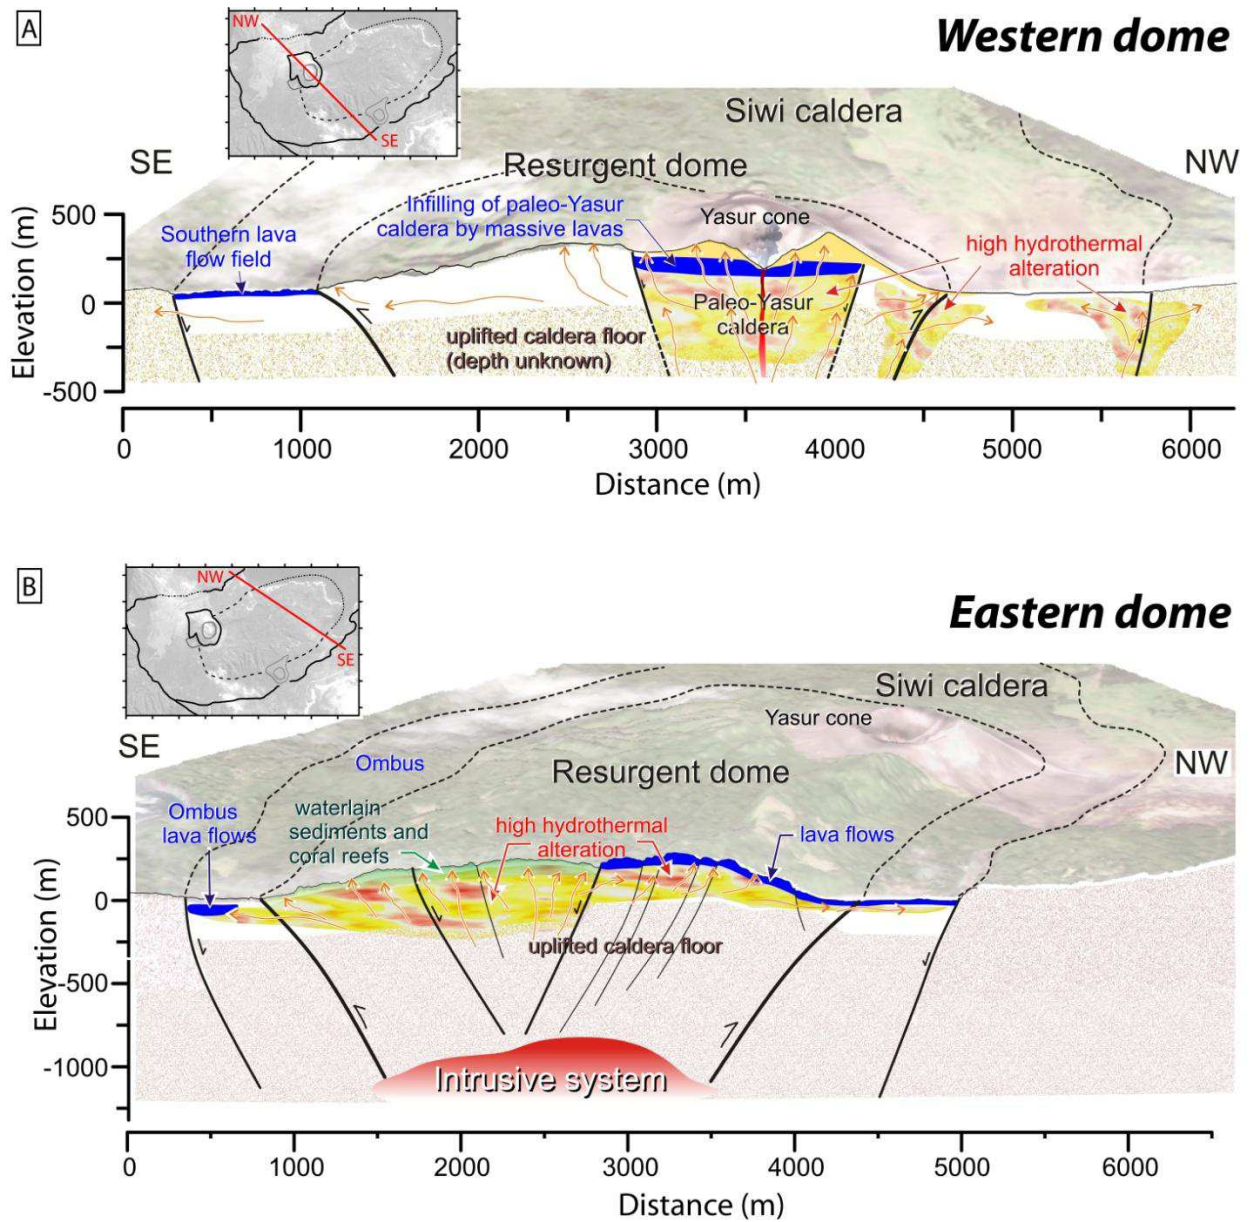 A
Western dome
NW
SE
Siwi caldera
SE
Resurgent dome
NW
Infilling of paleo-Yasur
caldera by massive lavas
Yasur cone
Southern lava
flow field
high hydrothermal
alteration
Paleo-Yasur
caldera
uplifted caldera floor
(depth unknown)
Elevation (m)
500
0
-500
0
1000
2000
3000
4000
5000
6000
Distance (m)
B
Eastern dome
NW
SE
Siwi caldera
SE
Yasur cone
NW
Ombus
Resurgent dome
Ombus
lava flows
waterlain
sediments and
coral reefs
high hydrothermal
alteration
lava flows
uplifted caldera floor
Intrusive system
Elevation (m)
500
0
-500
-1000
0
1000
2000
3000
4000
5000
6000
Distance (m)